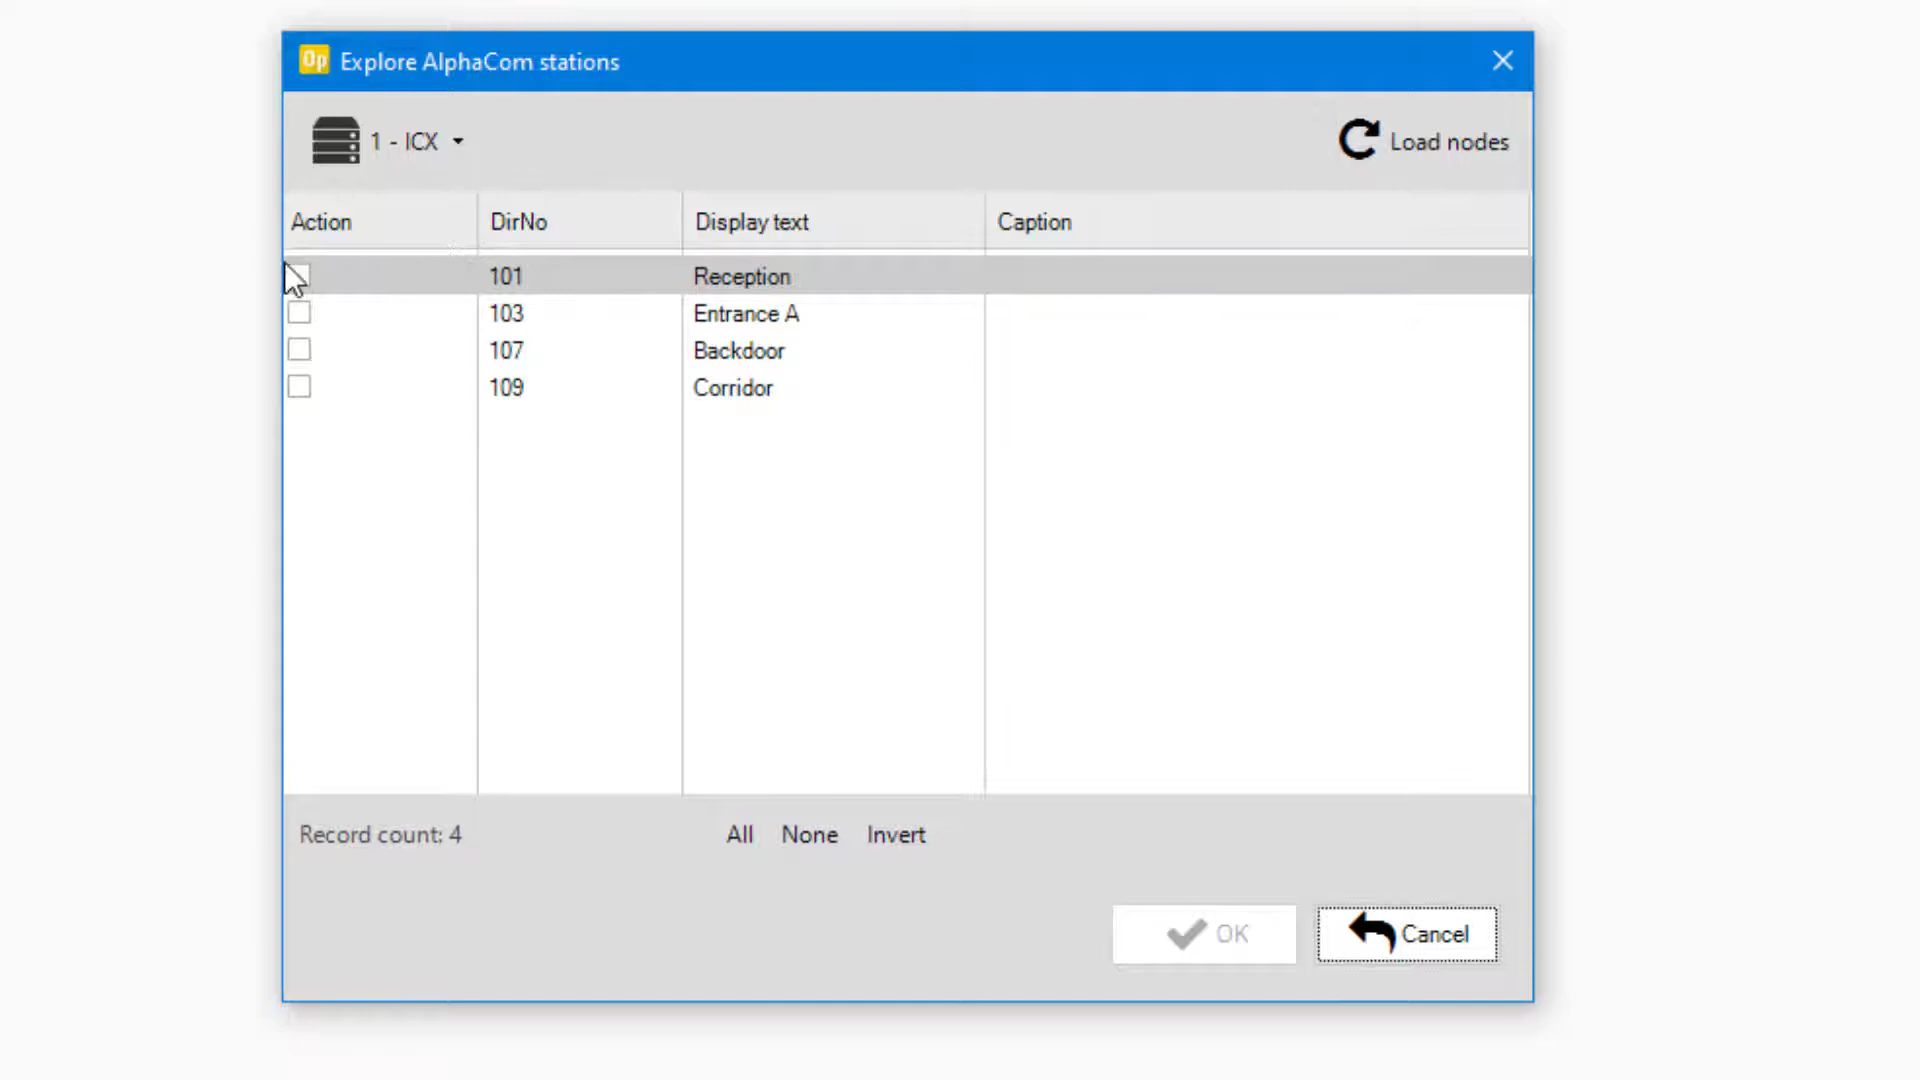 Op Explore AlphaCom stations
1 - ICX Load nodes
Action DirNo Display text Caption
101 Reception
103 Entrance A
107 Backdoor
109 Corridor
Record count: 4 All None Invert
OK Cancel